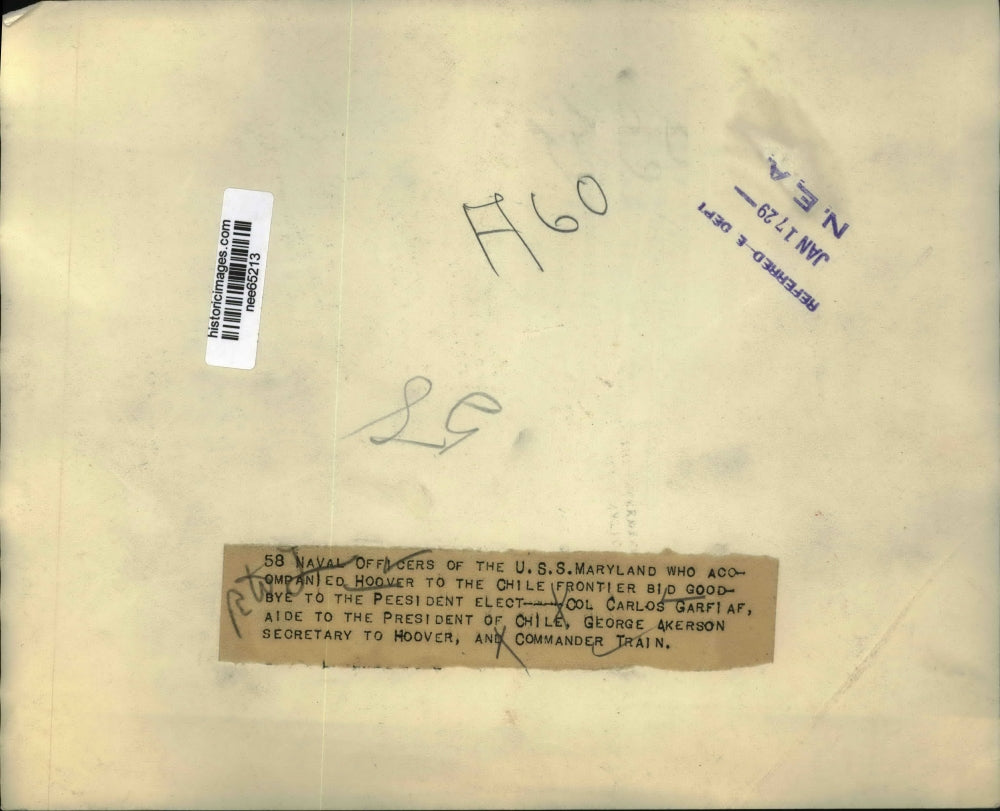 A 60
N.E.A.
JAN 17 29
REFERRED-E DEPT
historicimages.com
nee65213
58
58 NAVAL OFFICERS OF THE U.S.S.MARYLAND WHO ACC-
OMPANIED HOOVER TO THE CHILE FRONTIER BID GOOD-
BYE TO THE PEESIDENT ELECT----COL CARLOS GARFIAF,
AIDE TO THE PRESIDENT OF CHILE, GEORGE AKERSON
SECRETARY TO HOOVER, AND COMMANDER TRAIN.